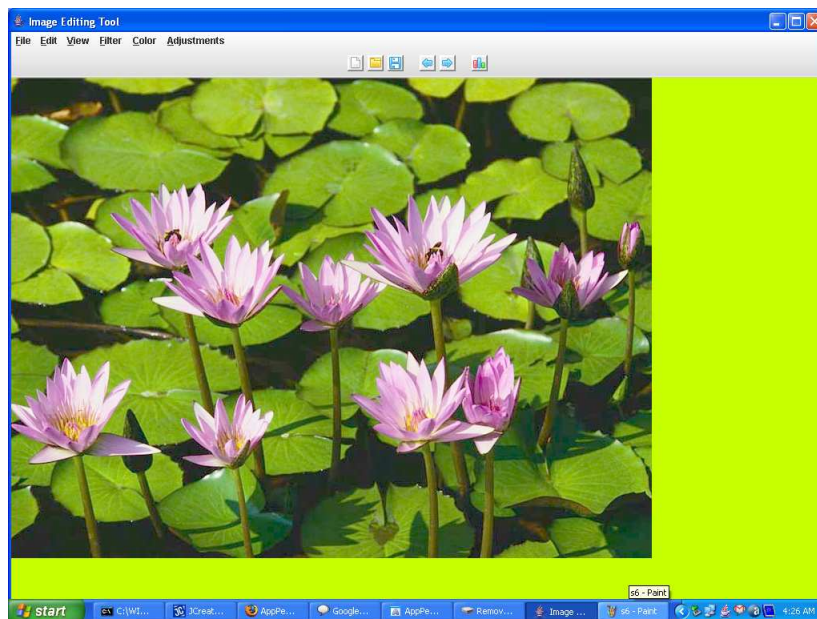 Image Editing Tool
File Edit View Filter Color Adjustments
s6 - Paint
start C:\WI... JCreat... AppPe... Google... AppPe... Remov... Image ... s6 - Paint 4:26 AM